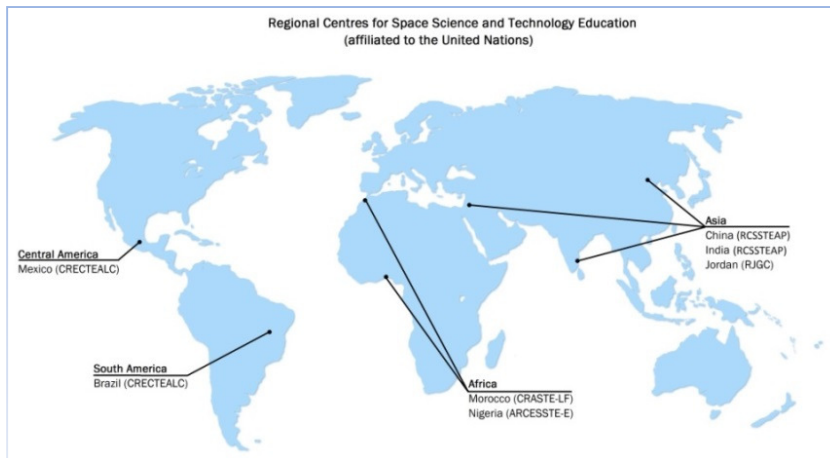 Regional Centres for Space Science and Technology Education
(affiliated to the United Nations)
Asia
China (RCSSTEAP)
India (RCSSTEAP)
Jordan (RJGC)
Central America
Mexico (CRECTEALC)
South America
Brazil (CRECTEALC)
Africa
Morocco (CRASTE-LF)
Nigeria (ARCESSTE-E)